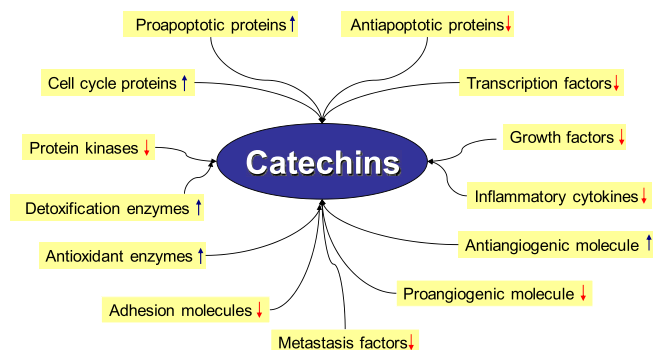 Proapoptotic proteins↑
Antiapoptotic proteins↓
Cell cycle proteins ↑
Transcription factors↓
Protein kinases ↓
Growth factors ↓
Catechins
Detoxification enzymes ↑
Inflammatory cytokines↓
Antioxidant enzymes ↑
Antiangiogenic molecule ↑
Adhesion molecules ↓
Proangiogenic molecule ↓
Metastasis factors↓